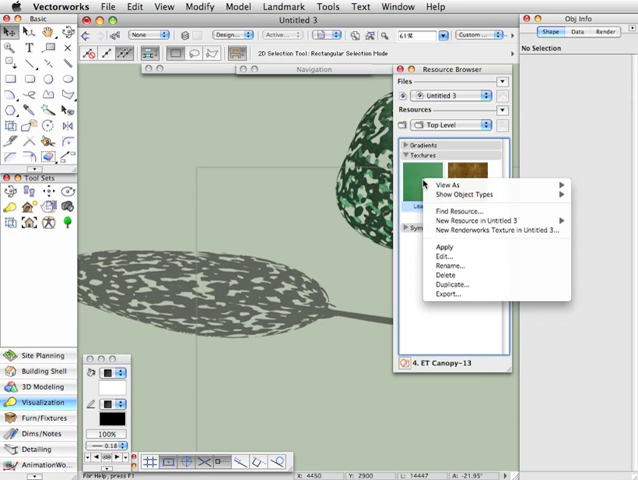 Vectorworks File Edit View Modify Model Landmark Tools Text Window Help
Basic
Untitled 3
Obj Info
None
Design...
Active...
61%
Custom ...
2D Selection Tool: Rectangular Selection Mode
Shape Data Render
No Selection
Navigation
Resource Browser
Files
Untitled 3
Resources
Top Level
Gradients
Textures
View As
Show Object Types
Find Resource...
New Resource in Untitled 3
New Renderworks Texture in Untitled 3...
Apply
Edit...
Rename...
Delete
Duplicate...
Export...
4. ET Canopy-13
Tool Sets
Site Planning
Building Shell
3D Modeling
Visualization
Furn/Fixtures
Dims/Notes
Detailing
AnimationWo...
100%
0.18
For Help, press F1
X: 4450 Y: 2900 L: 14447 A: -21.95°